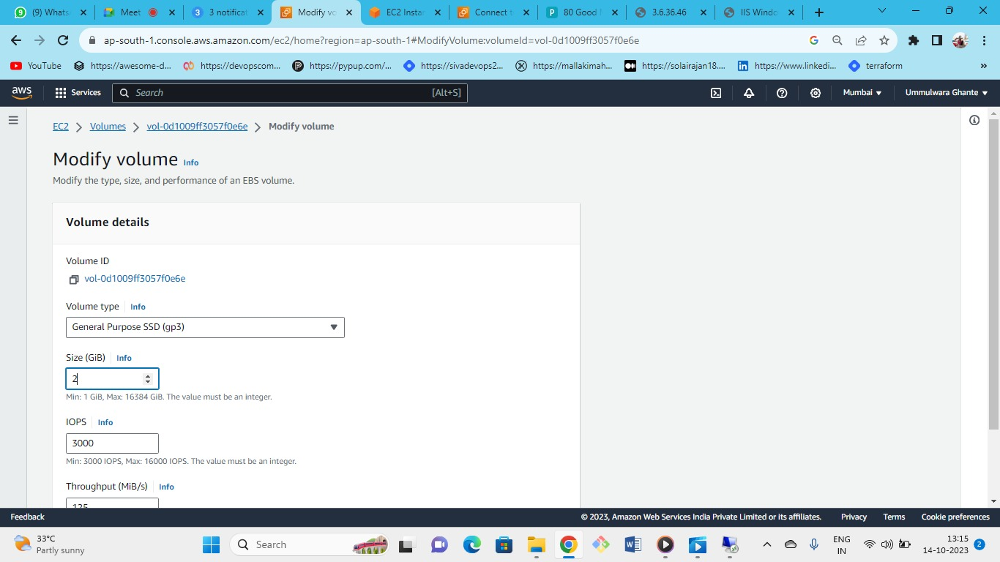 (9) Whats
Meet
3 notificat
Modify vo
EC2 Instan
Connect t
80 Good
3.6.36.46
IIS Windo
ap-south-1.console.aws.amazon.com/ec2/home?region=ap-south-1#ModifyVolume:volumeId=vol-0d1009ff3057f0e6e
YouTube
https://awesome-d...
https://devopscom...
https://pypup.com/...
https://sivadevops2...
https://mallakimah...
https://solairajan18....
https://www.linkedi...
terraform
»
aws
Services
Search
[Alt+S]
Mumbai
Ummulwara Ghante
EC2
Volumes
vol-0d1009ff3057f0e6e
Modify volume
Modify volume Info
Modify the type, size, and performance of an EBS volume.
Volume details
Volume ID
vol-0d1009ff3057f0e6e
Volume type Info
General Purpose SSD (gp3)
Size (GiB) Info
2
Min: 1 GiB, Max: 16384 GiB. The value must be an integer.
IOPS Info
3000
Min: 3000 IOPS, Max: 16000 IOPS. The value must be an integer.
Throughput (MiB/s) Info
125
Feedback
© 2023, Amazon Web Services India Private Limited or its affiliates.
Privacy
Terms
Cookie preferences
33°C
Partly sunny
Search
ENG
IN
13:15
14-10-2023
2